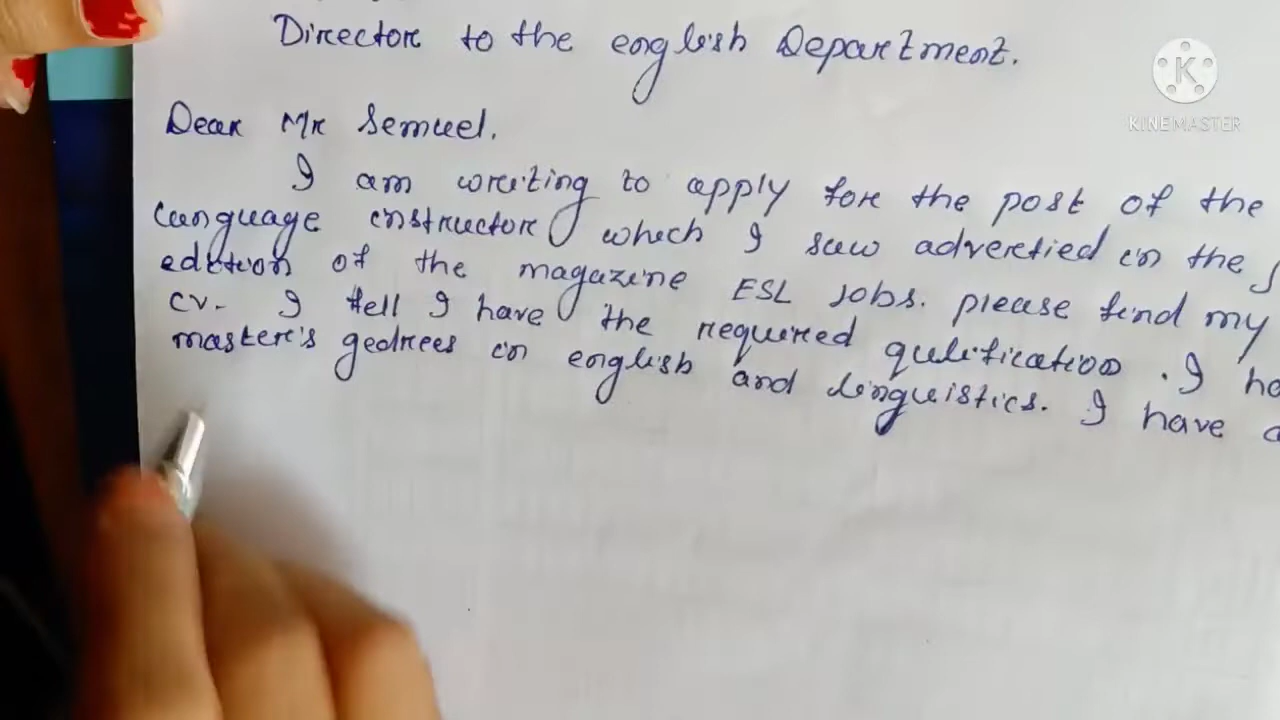 Director to the english Department.
KINEMASTER
Dear Mr Semuel.
I am writing to apply for the post of the
language instructor which I saw advertied in the
edition of the magazine ESL Jobs. please find my
cv. I fell I have the required qulification. I ha
master's gedrees in english and linguistics. I have a